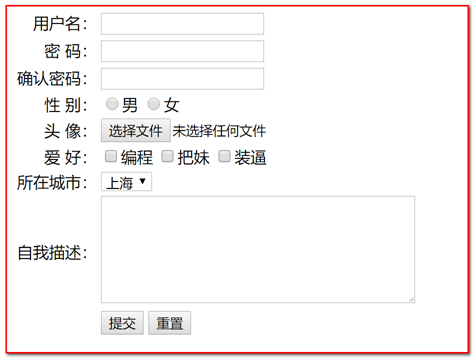 用户名：
密 码：
确认密码：
性 别： 男 女
头 像： 选择文件 未选择任何文件
爱 好： 编程 把妹 装逼
所在城市： 上海
自我描述：
提交 重置